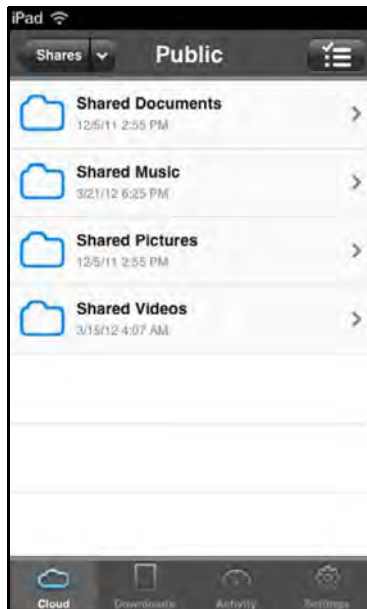 iPad
Shares
Public
Shared Documents
12/5/11 2:55 PM
Shared Music
3/21/12 6:25 PM
Shared Pictures
12/5/11 2:55 PM
Shared Videos
3/15/12 4:07 AM
Cloud
Downloads
Activity
Settings